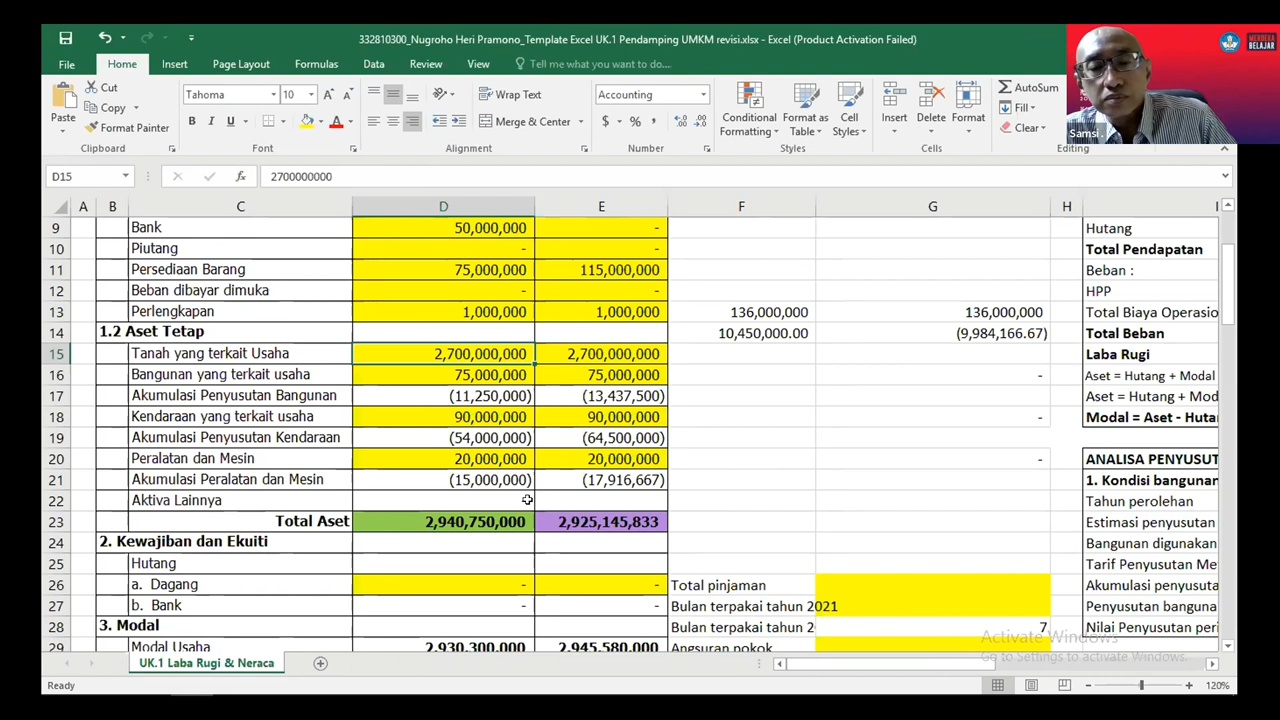 332810300_Nugroho Heri Pramono_Template Excel UK.1 Pendamping UMKM revisi.xlsx - Excel (Product Activation Failed)
MERDEKA
BELAJAR
File Home Insert Page Layout Formulas Data Review View Tell me what you want to do...
Samsi .
Paste Cut Copy Format Painter
Tahoma 10 A A
B I U A
Wrap Text
Merge & Center
Accounting
$ %
Conditional Formatting Format as Table Cell Styles
Insert Delete Format
AutoSum
Fill
Clear
Clipboard Font Alignment Number Styles Cells Editing
D15 fx 2700000000
A B C D E F G H I
9 Bank 50,000,000 - Hutang
10 Piutang - - Total Pendapatan
11 Persediaan Barang 75,000,000 115,000,000 Beban :
12 Beban dibayar dimuka - - HPP
13 Perlengkapan 1,000,000 1,000,000 136,000,000 136,000,000 Total Biaya Operasio
14 1.2 Aset Tetap 10,450,000.00 (9,984,166.67) Total Beban
15 Tanah yang terkait Usaha 2,700,000,000 2,700,000,000 Laba Rugi
16 Bangunan yang terkait usaha 75,000,000 75,000,000 - Aset = Hutang + Modal
17 Akumulasi Penyusutan Bangunan (11,250,000) (13,437,500) Aset = Hutang + Mod
18 Kendaraan yang terkait usaha 90,000,000 90,000,000 - Modal = Aset - Huta
19 Akumulasi Penyusutan Kendaraan (54,000,000) (64,500,000)
20 Peralatan dan Mesin 20,000,000 20,000,000 - ANALISA PENYUSUT
21 Akumulasi Peralatan dan Mesin (15,000,000) (17,916,667) 1. Kondisi bangunan
22 Aktiva Lainnya Tahun perolehan
23 Total Aset 2,940,750,000 2,925,145,833 Estimasi penyusutan
24 2. Kewajiban dan Ekuiti Bangunan digunakan
25 Hutang Tarif Penyusutan Me
26 a. Dagang - - Total pinjaman Akumulasi penyusuta
27 b. Bank - - Bulan terpakai tahun 2021 Penyusutan banguna
28 3. Modal Bulan terpakai tahun 2 7 Nilai Penyusutan peri
29 Modal Usaha 2,930,300,000 2,945,580,000 Angsuran pokok
Activate Windows
Go to Settings to activate Windows.
UK.1 Laba Rugi & Neraca
Ready 120%